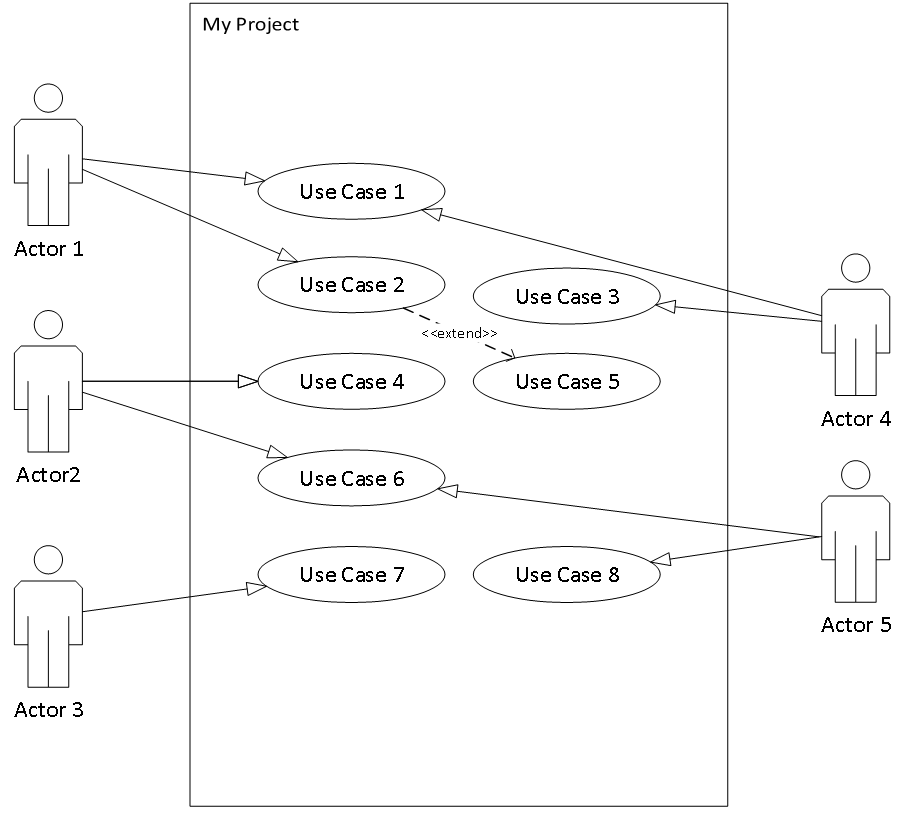 My Project
Use Case 1
Actor 1
Use Case 2
Use Case 3
<<extend>>
Use Case 4
Use Case 5
Actor 4
Actor2
Use Case 6
Use Case 7
Use Case 8
Actor 5
Actor 3